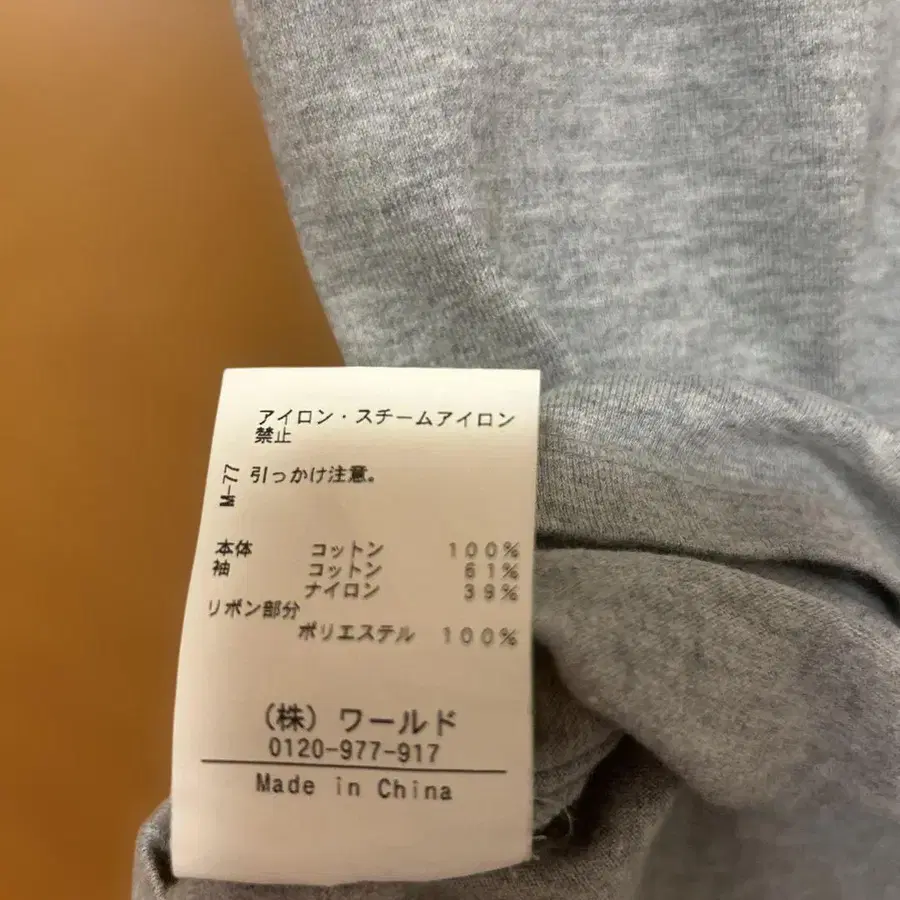 アイロン・スチームアイロン
禁止
M-77
引っかけ注意。
本体 コットン 100%
袖 コットン 61%
ナイロン 39%
リボン部分
ポリエステル 100%
(株) ワールド
0120-977-917
Made in China